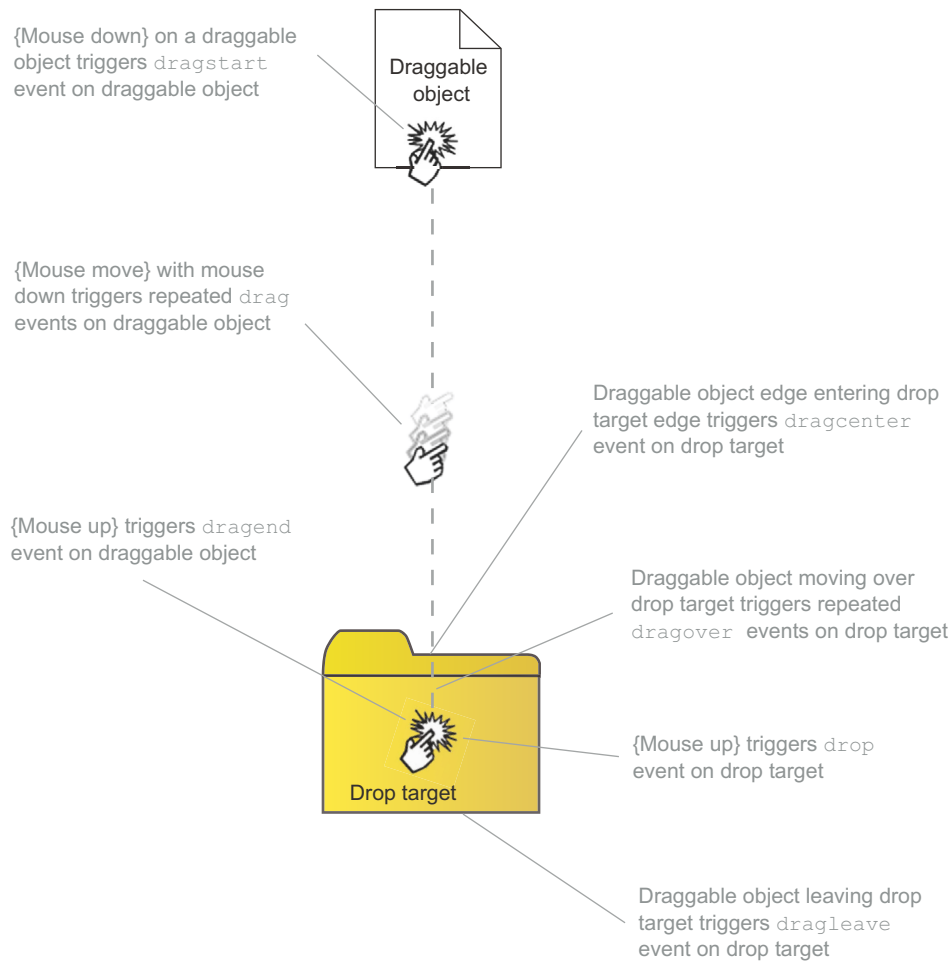 {Mouse down} on a draggable
object triggers dragstart
event on draggable object
Draggable
object
{Mouse move} with mouse
down triggers repeated drag
events on draggable object
Draggable object edge entering drop
target edge triggers dragcenter
event on drop target
{Mouse up} triggers dragend
event on draggable object
Draggable object moving over
drop target triggers repeated
dragover events on drop target
{Mouse up} triggers drop
event on drop target
Drop target
Draggable object leaving drop
target triggers dragleave
event on drop target